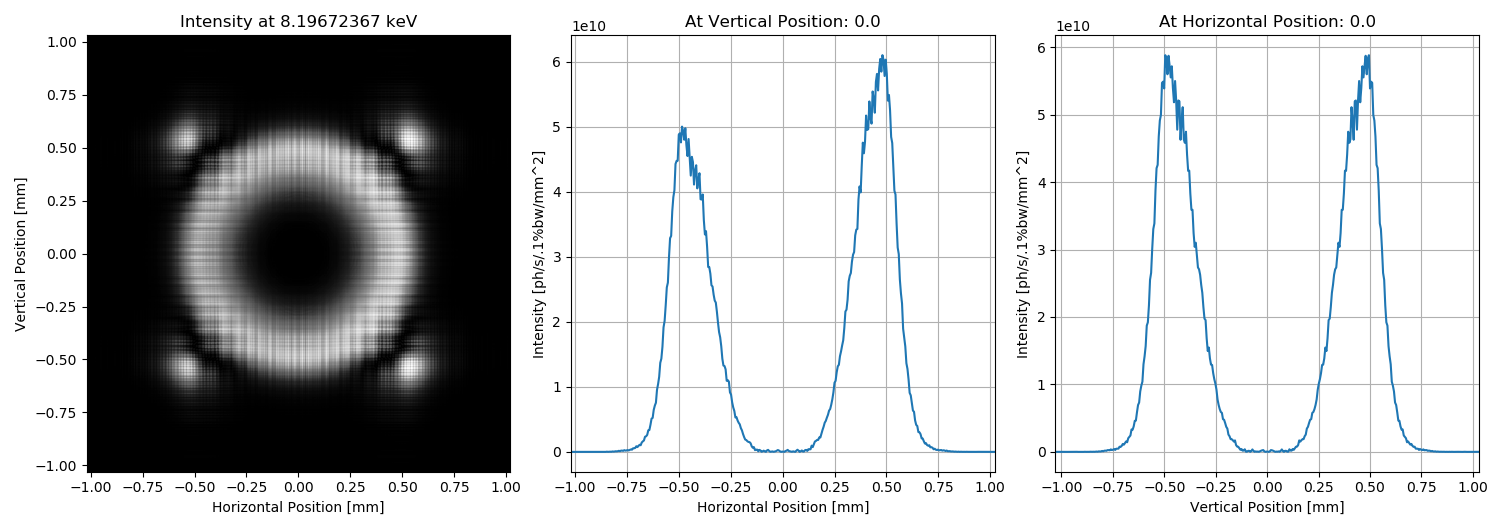 Intensity at 8.19672367 keV
1.00
0.75
0.50
0.25
0.00
−0.25
−0.50
−0.75
−1.00
Vertical Position [mm]
−1.00 −0.75 −0.50 −0.25 0.00 0.25 0.50 0.75 1.00
Horizontal Position [mm]
At Vertical Position: 0.0
1e10
6
5
4
3
2
1
0
Intensity [ph/s/.1%bw/mm^2]
−1.00 −0.75 −0.50 −0.25 0.00 0.25 0.50 0.75 1.00
Horizontal Position [mm]
At Horizontal Position: 0.0
1e10
6
5
4
3
2
1
0
Intensity [ph/s/.1%bw/mm^2]
−1.00 −0.75 −0.50 −0.25 0.00 0.25 0.50 0.75 1.00
Vertical Position [mm]